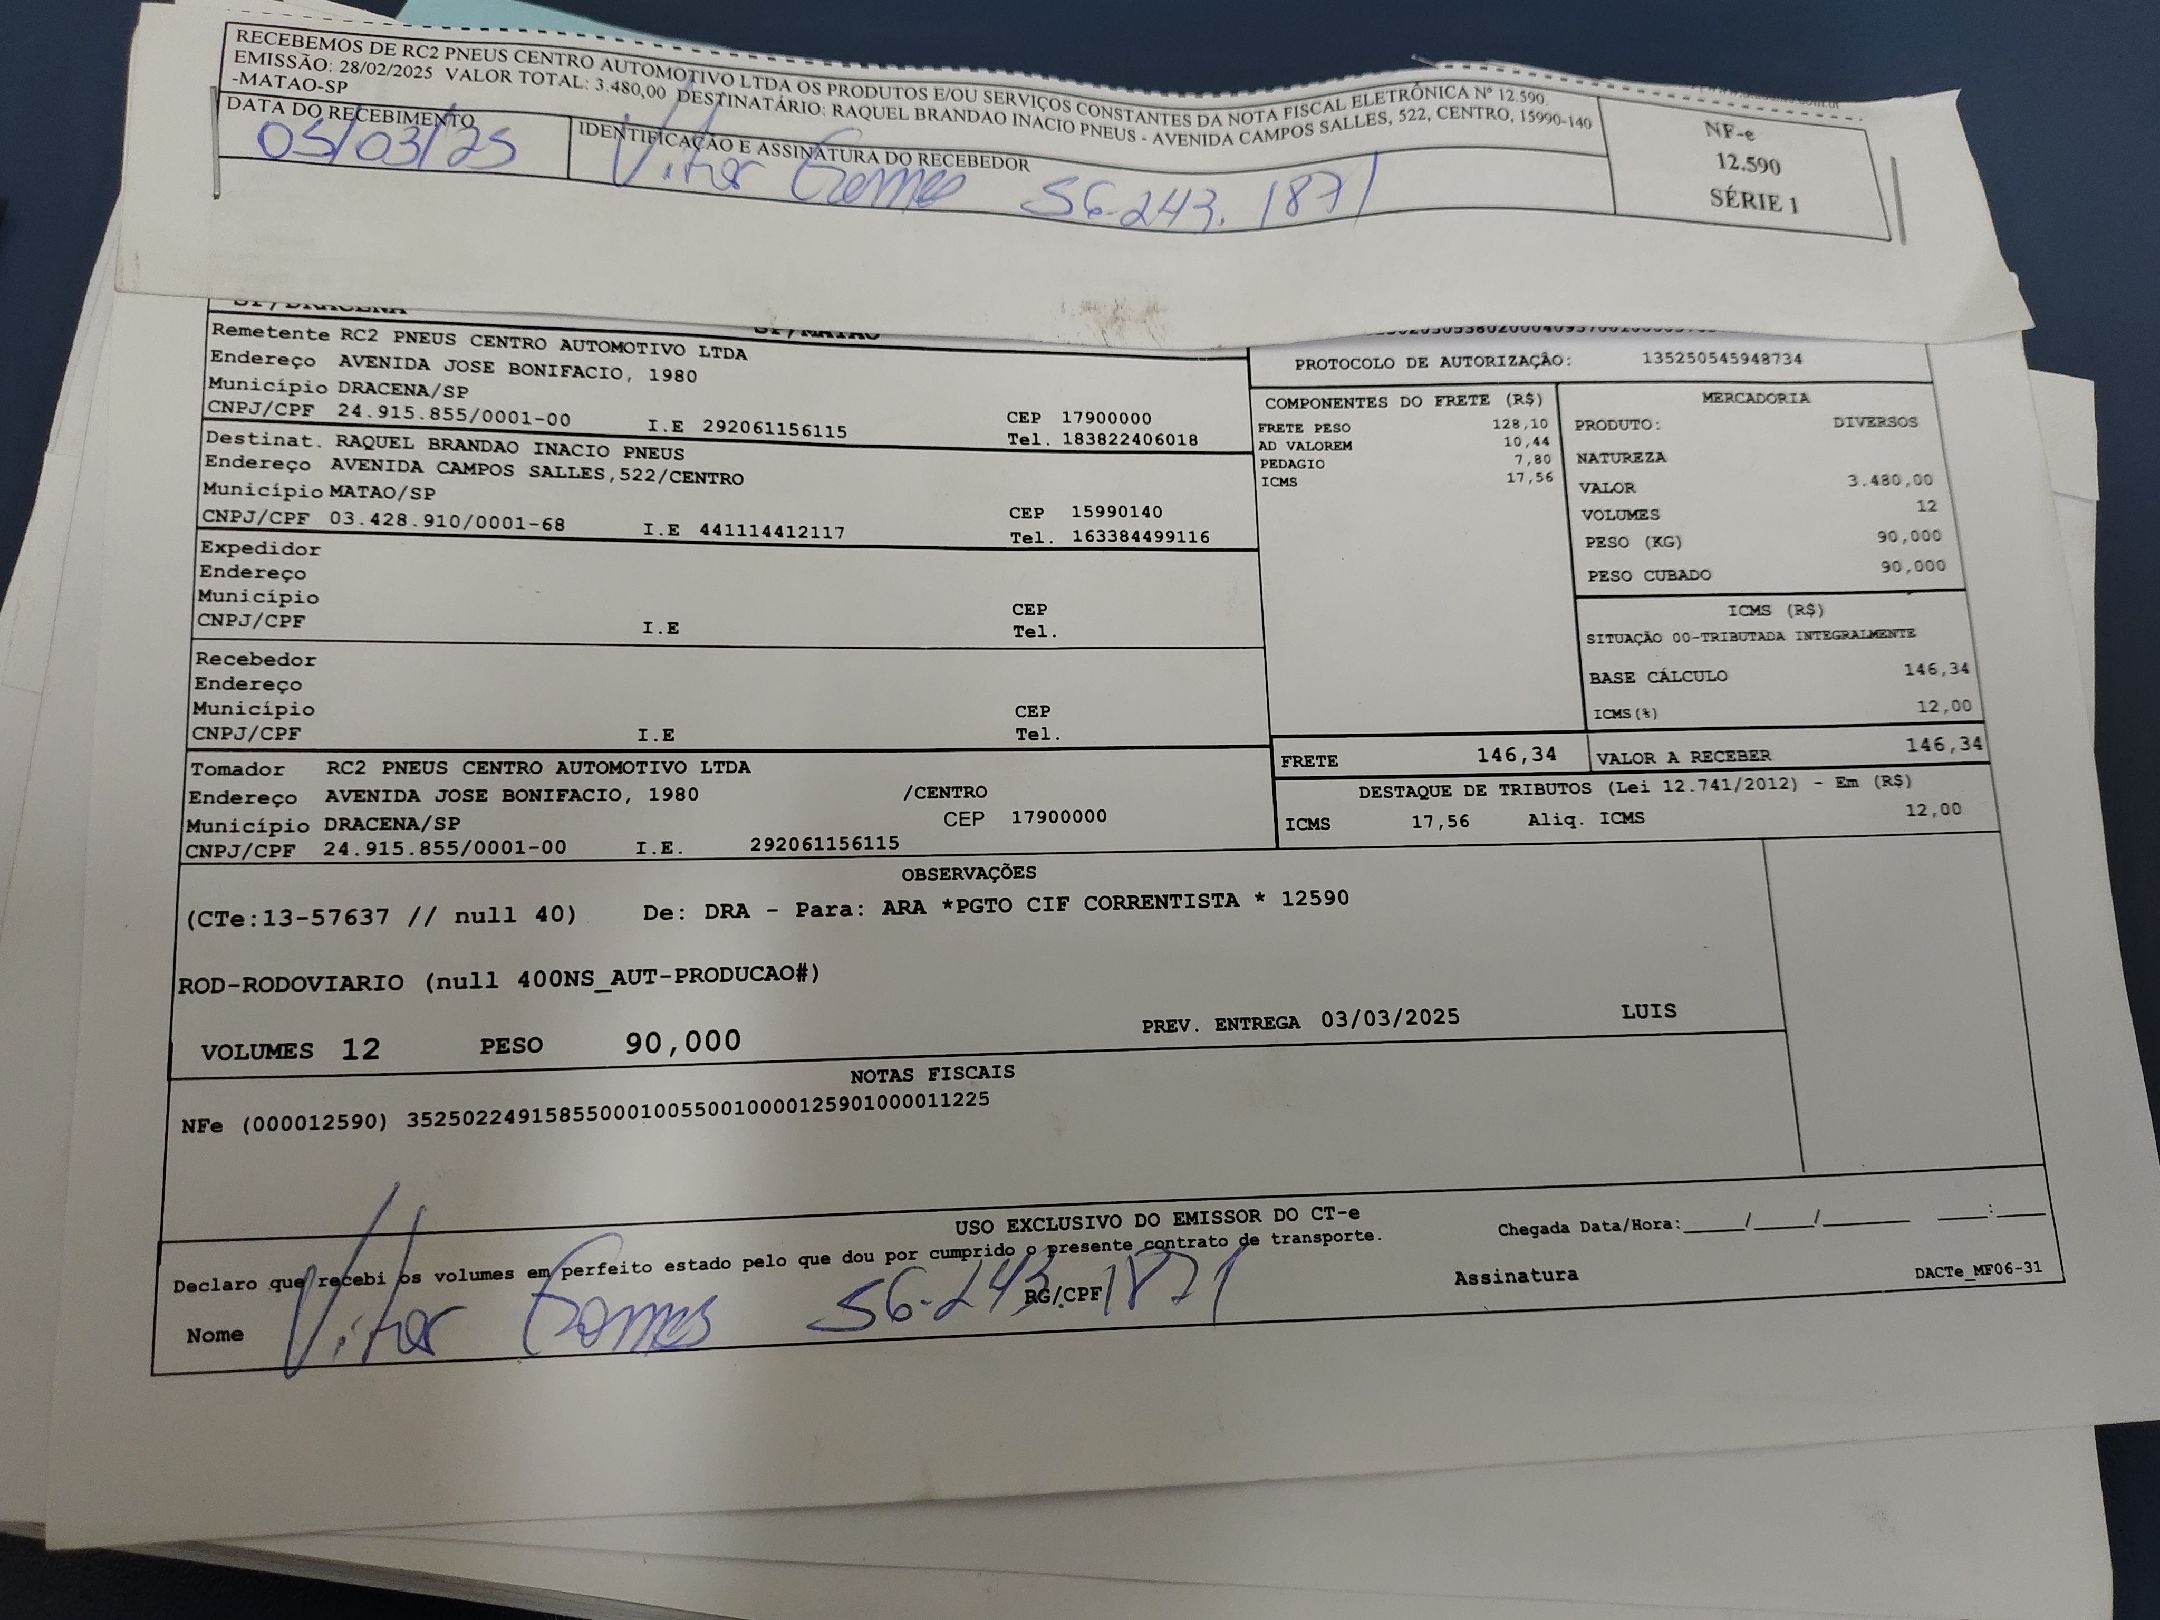 RECEBEMOS DE RC2 PNEUS CENTRO AUTOMOTIVO LTDA OS PRODUTOS E/OU SERVIÇOS CONSTANTES DA NOTA FISCAL ELETRÔNICA Nº 12.590.
EMISSÃO: 28/02/2025 VALOR TOTAL: 3.480,00 DESTINATÁRIO: RAQUEL BRANDAO INACIO PNEUS - AVENIDA CAMPOS SALLES, 522, CENTRO, 15990-140
-MATAO-SP
DATA DO RECEBIMENTO
05/03/25
IDENTIFICAÇÃO E ASSINATURA DO RECEBEDOR
Vitor Gomes 56.243.1871
NF-e
12.590
SÉRIE 1
SP/DRACENA SP/MATAO
Remetente RC2 PNEUS CENTRO AUTOMOTIVO LTDA
Endereço AVENIDA JOSE BONIFACIO, 1980
Município DRACENA/SP CEP 17900000
CNPJ/CPF 24.915.855/0001-00 I.E 292061156115 Tel. 183822406018
Destinat. RAQUEL BRANDAO INACIO PNEUS
Endereço AVENIDA CAMPOS SALLES,522/CENTRO
Município MATAO/SP CEP 15990140
CNPJ/CPF 03.428.910/0001-68 I.E 441114412117 Tel. 163384499116
Expedidor
Endereço
Município CEP
CNPJ/CPF I.E Tel.
Recebedor
Endereço
Município CEP
CNPJ/CPF I.E Tel.
Tomador RC2 PNEUS CENTRO AUTOMOTIVO LTDA
Endereço AVENIDA JOSE BONIFACIO, 1980 /CENTRO
Município DRACENA/SP CEP 17900000
CNPJ/CPF 24.915.855/0001-00 I.E. 292061156115
PROTOCOLO DE AUTORIZAÇÂO: 135250545948734
COMPONENTES DO FRETE (R$)
FRETE PESO 128,10
AD VALOREM 10,44
PEDAGIO 7,80
ICMS 17,56
MERCADORIA
PRODUTO: DIVERSOS
NATUREZA
VALOR 3.480,00
VOLUMES 12
PESO (KG) 90,000
PESO CUBADO 90,000
ICMS (R$)
SITUAÇÃO 00-TRIBUTADA INTEGRALMENTE
BASE CÁLCULO 146,34
ICMS(%) 12,00
FRETE 146,34 VALOR A RECEBER 146,34
DESTAQUE DE TRIBUTOS (Lei 12.741/2012) - Em (R$)
ICMS 17,56 Aliq. ICMS 12,00
OBSERVAÇÕES
(CTe:13-57637 // null 40) De: DRA - Para: ARA *PGTO CIF CORRENTISTA * 12590
ROD-RODOVIARIO (null 400NS_AUT-PRODUCAO#)
VOLUMES 12 PESO 90,000 PREV. ENTREGA 03/03/2025 LUIS
NOTAS FISCAIS
NFe (000012590) 35250224915855000100550010000125901000011225
USO EXCLUSIVO DO EMISSOR DO CT-e
Declaro que recebi os volumes em perfeito estado pelo que dou por cumprido o presente contrato de transporte.
Chegada Data/Hora:____/____/______ ___:___
Nome Vitor Gomes 56.243.1871 RG/CPF Assinatura DACTe_MF06-31